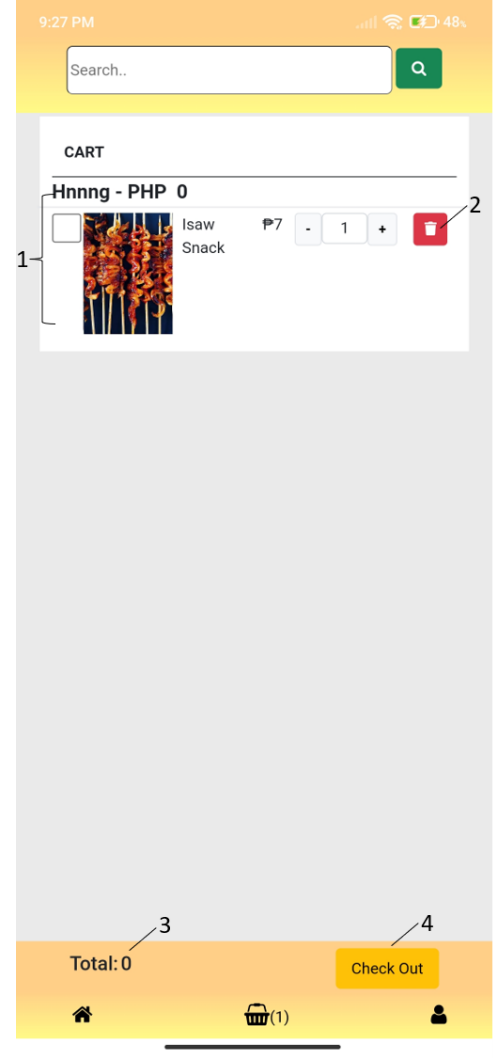 9:27 PM 48%
Search..
CART
Hnnng - PHP 0
2
Isaw ₱7 - 1 +
Snack
1
3
4
Total: 0
Check Out
(1)